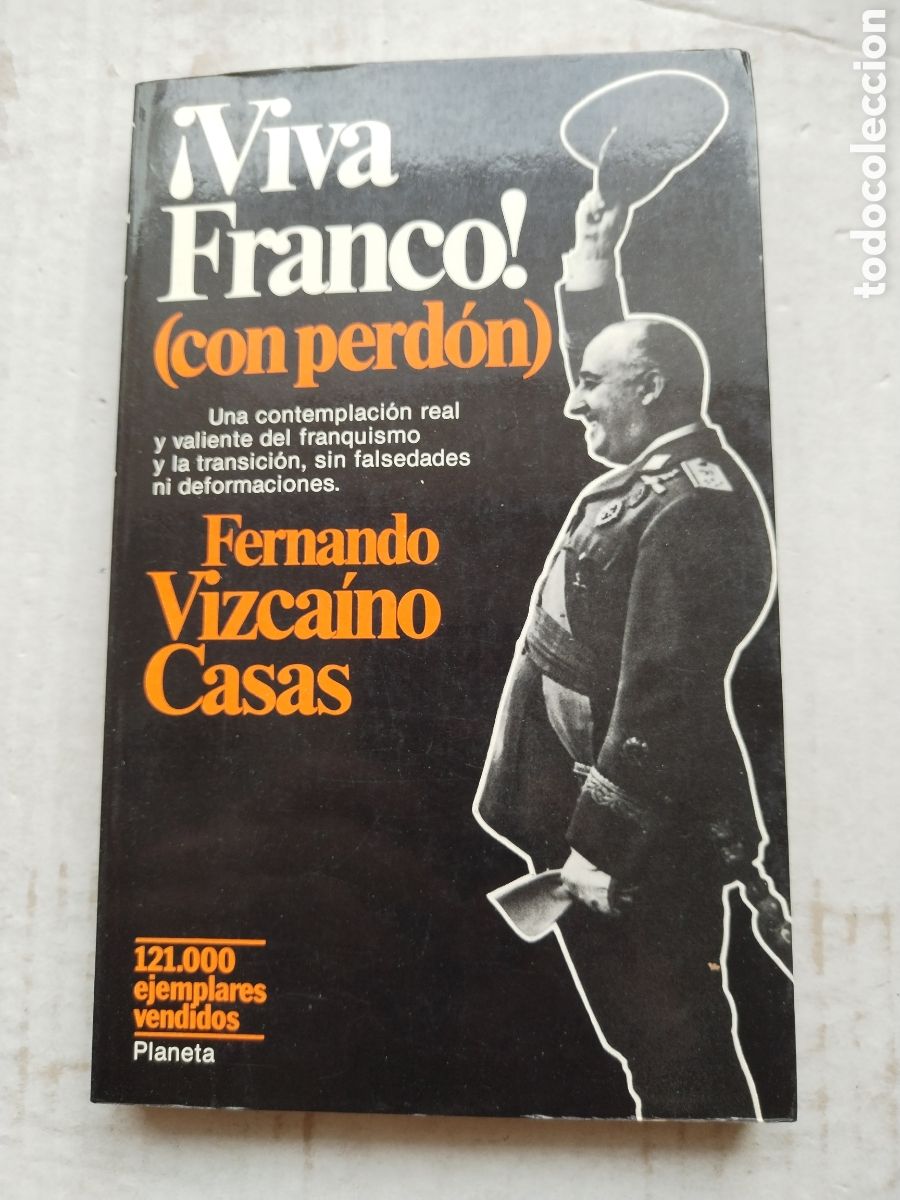 ¡Viva
Franco!
(con perdón)
Una contemplación real
y valiente del franquismo
y la transición, sin falsedades
ni deformaciones.
Fernando
Vizcaíno
Casas
121.000
ejemplares
vendidos
Planeta
todocoleccion